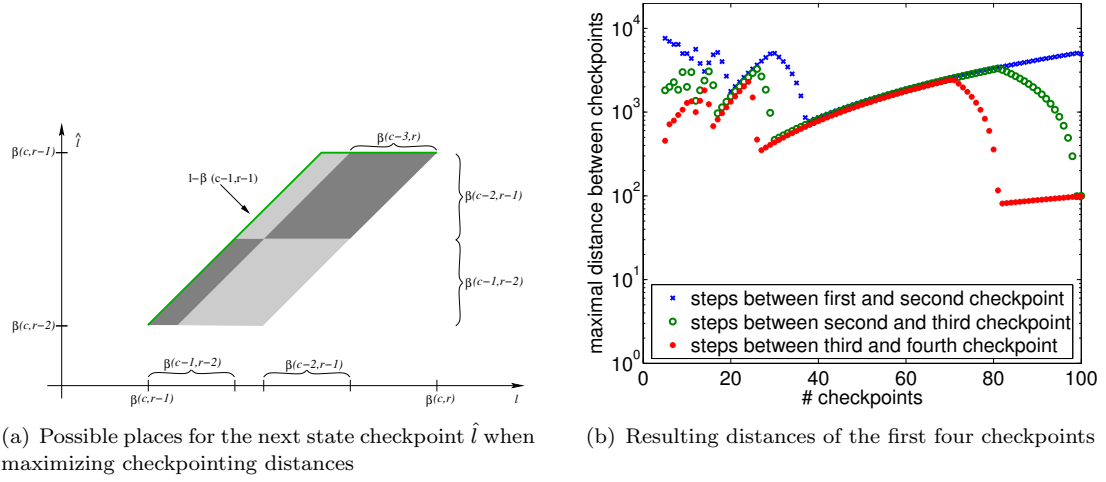 l̂
β(c,r−1)
β(c−3,r)
l−β (c−1,r−1)
β(c−2,r−1)
β(c−1,r−2)
β(c,r−2)
β(c−1,r−2)
β(c−2,r−1)
β(c,r−1)
β(c,r)
l
(a) Possible places for the next state checkpoint l̂ when
maximizing checkpointing distances
maximal distance between checkpoints
10^4
10^3
10^2
10^1
10^0
steps between first and second checkpoint
steps between second and third checkpoint
steps between third and fourth checkpoint
0 20 40 60 80 100
# checkpoints
(b) Resulting distances of the first four checkpoints